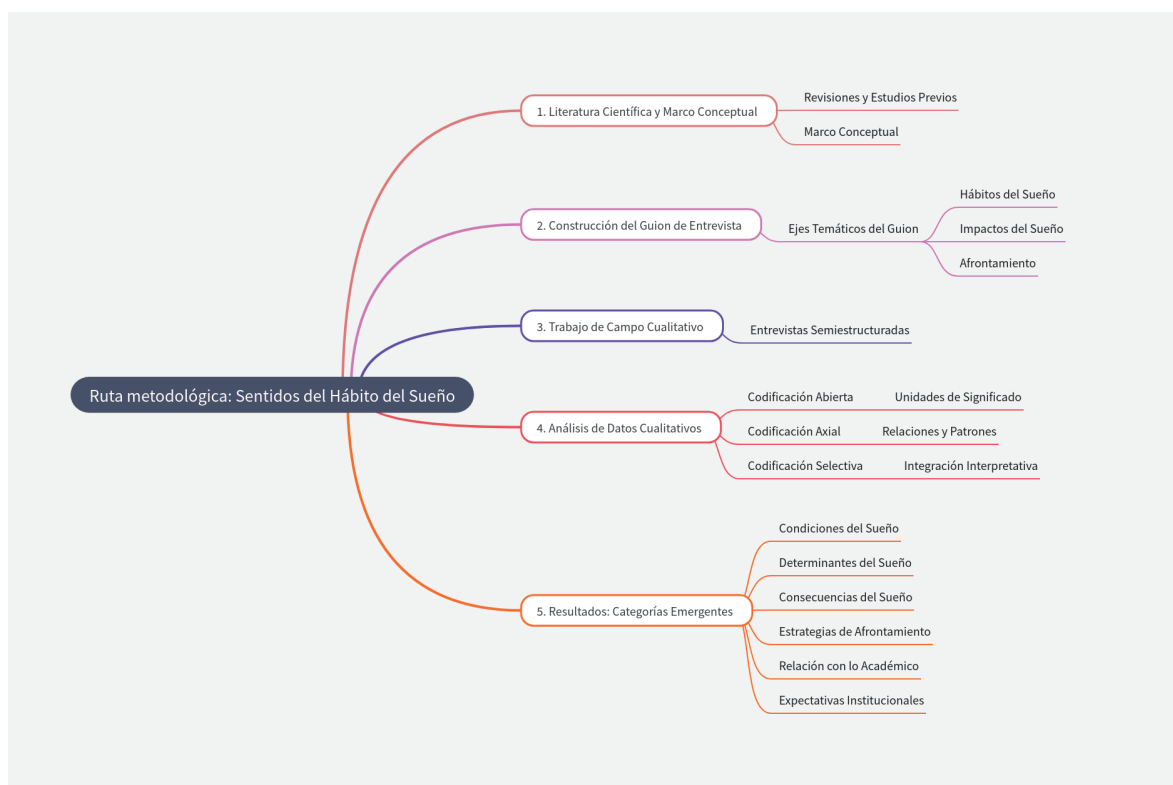 Ruta metodológica: Sentidos del Hábito del Sueño
1. Literatura Científica y Marco Conceptual
Revisiones y Estudios Previos
Marco Conceptual
2. Construcción del Guion de Entrevista
Ejes Temáticos del Guion
Hábitos del Sueño
Impactos del Sueño
Afrontamiento
3. Trabajo de Campo Cualitativo
Entrevistas Semiestructuradas
4. Análisis de Datos Cualitativos
Codificación Abierta
Unidades de Significado
Codificación Axial
Relaciones y Patrones
Codificación Selectiva
Integración Interpretativa
5. Resultados: Categorías Emergentes
Condiciones del Sueño
Determinantes del Sueño
Consecuencias del Sueño
Estrategias de Afrontamiento
Relación con lo Académico
Expectativas Institucionales